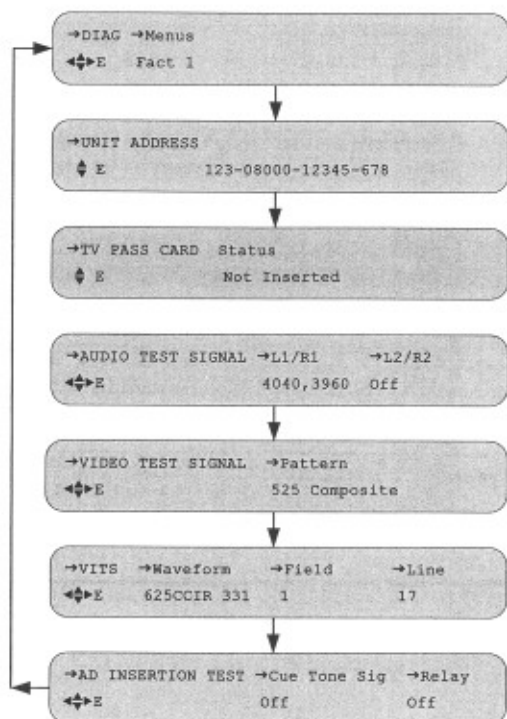 →DIAG →Menus
◄♦►E Fact 1
→UNIT ADDRESS
♦ E 123-08000-12345-678
→TV PASS CARD Status
♦ E Not Inserted
→AUDIO TEST SIGNAL →L1/R1 →L2/R2
◄♦►E 4040,3960 Off
→VIDEO TEST SIGNAL →Pattern
◄♦►E 525 Composite
→VITS →Waveform →Field →Line
◄♦►E 625CCIR 331 1 17
→AD INSERTION TEST →Cue Tone Sig →Relay
◄♦►E Off Off